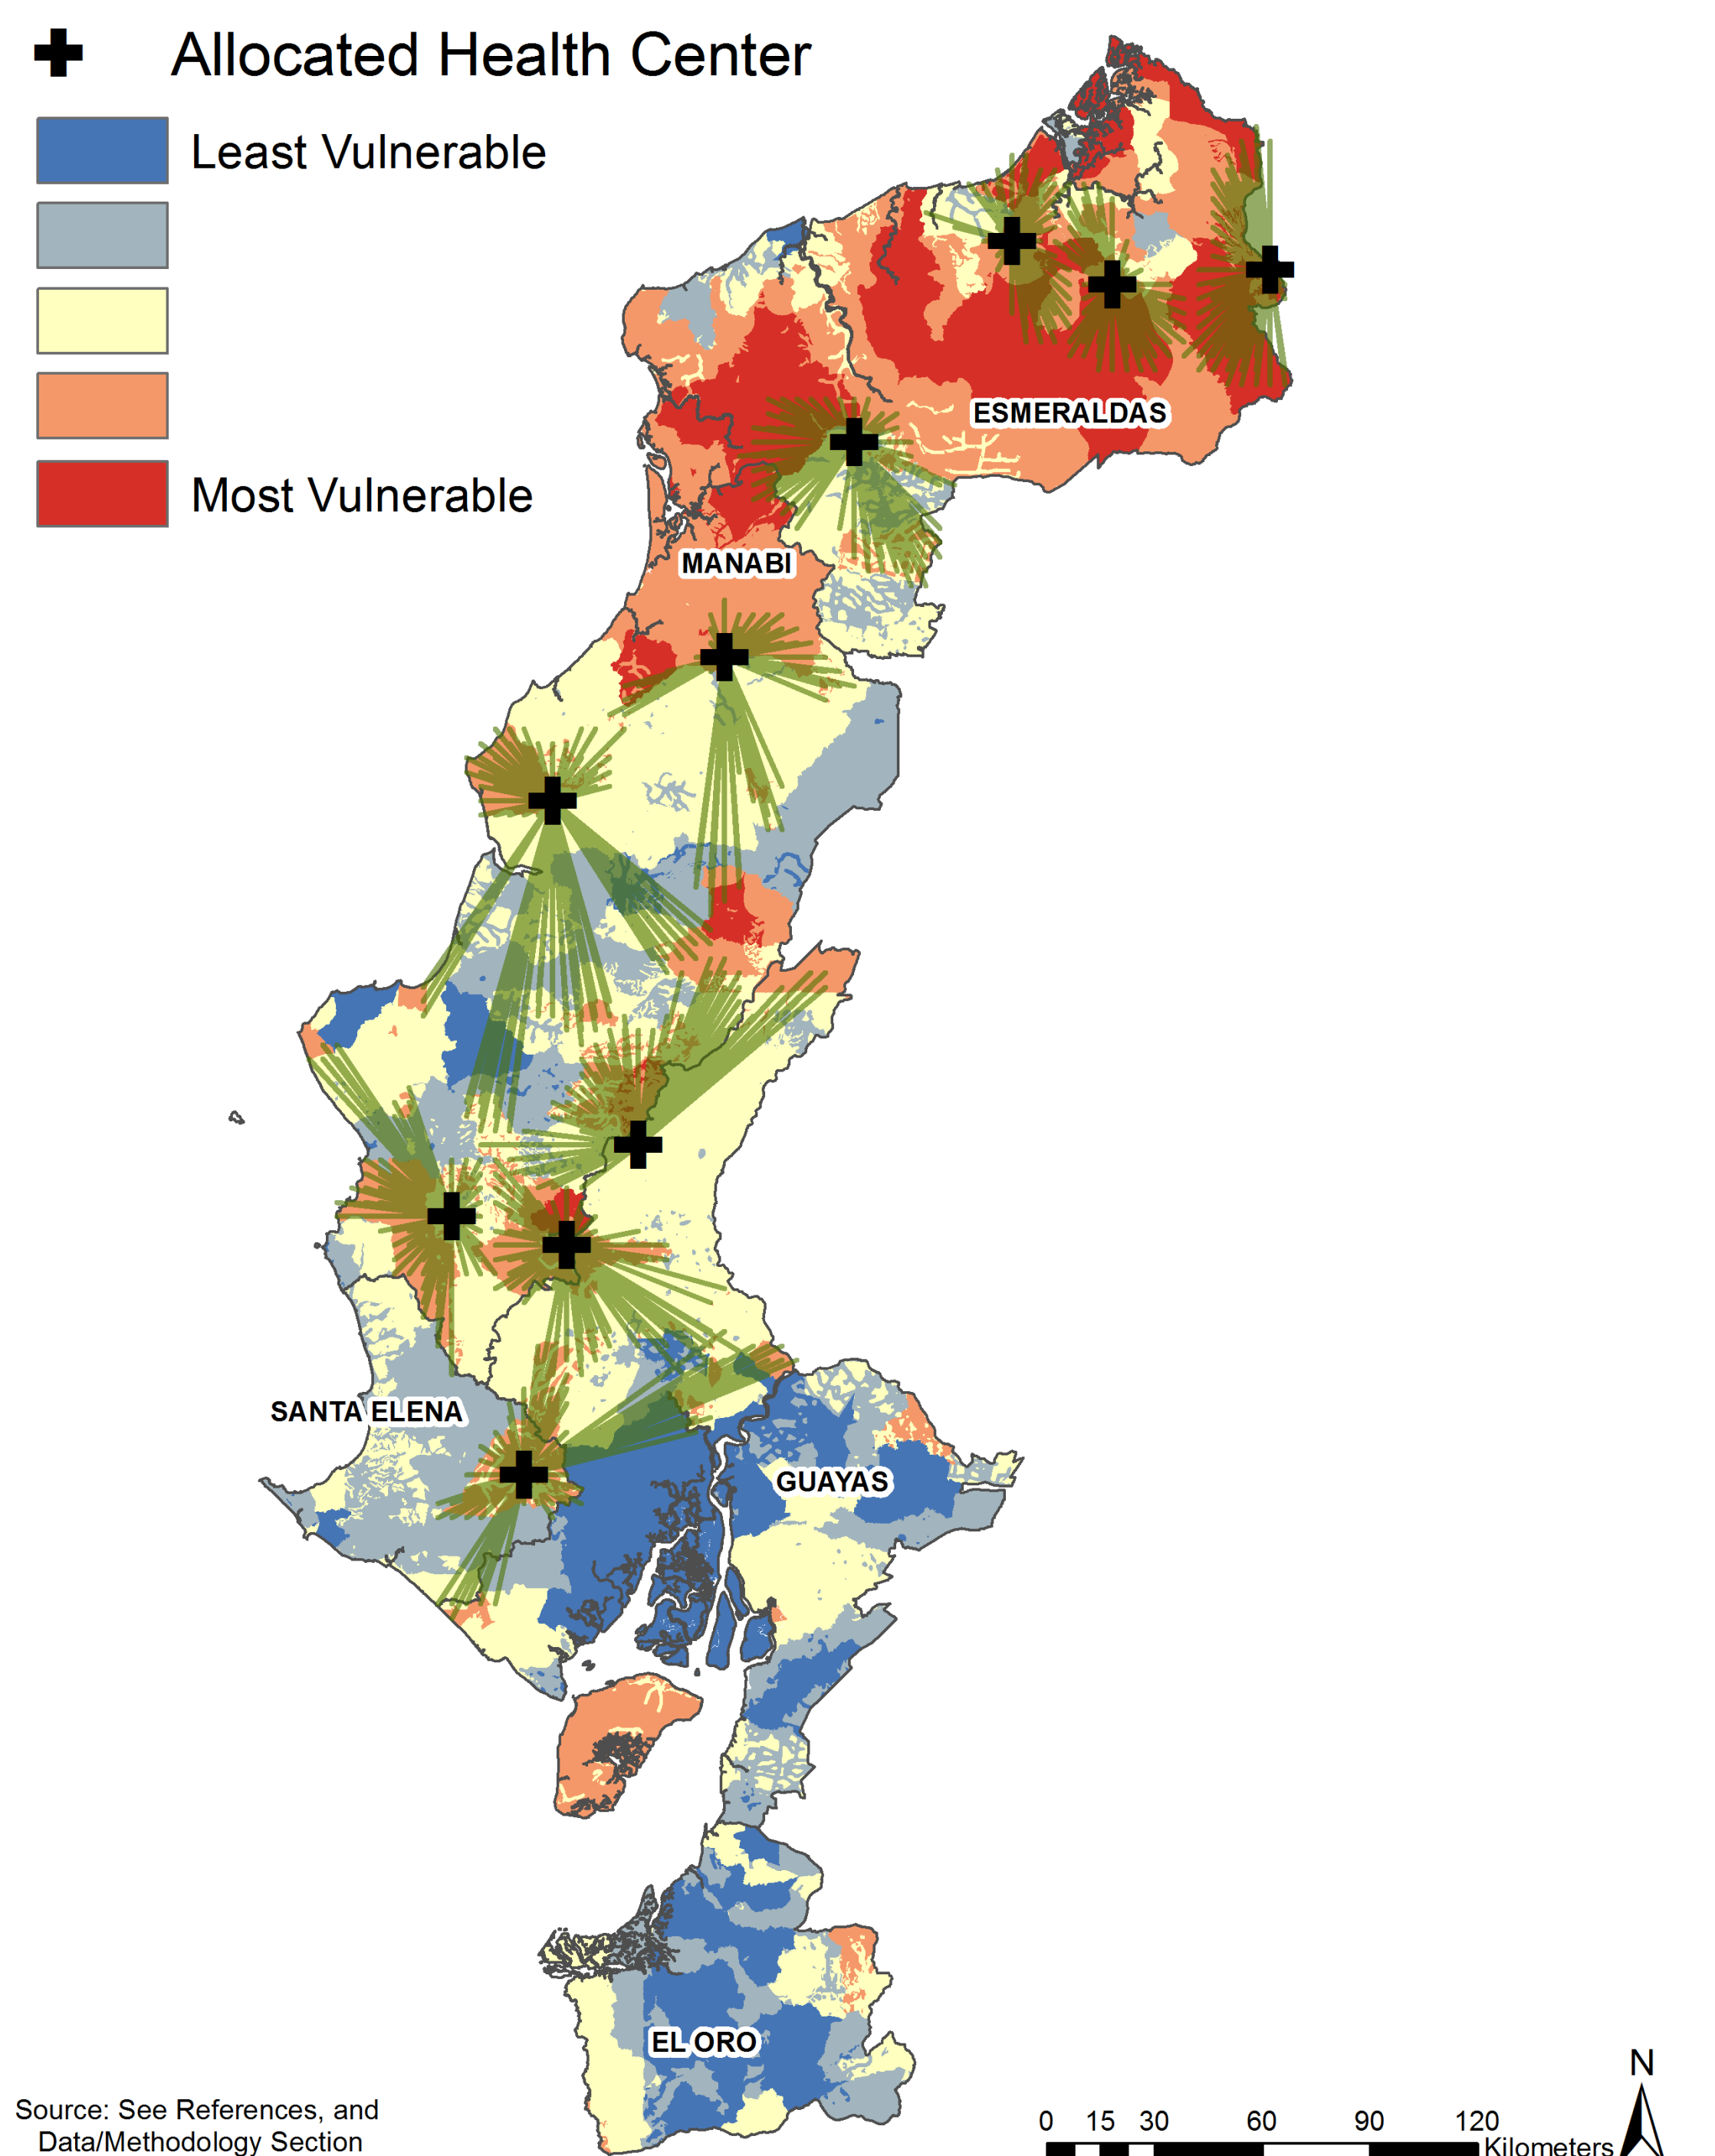 Allocated Health Center
Least Vulnerable
Most Vulnerable
ESMERALDAS
MANABI
SANTA ELENA
GUAYAS
EL ORO
Source: See References, and
Data/Methodology Section
N
0 15 30 60 90 120
Kilometers